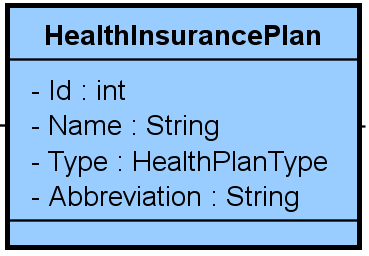 HealthInsurancePlan
- Id : int
- Name : String
- Type : HealthPlanType
- Abbreviation : String